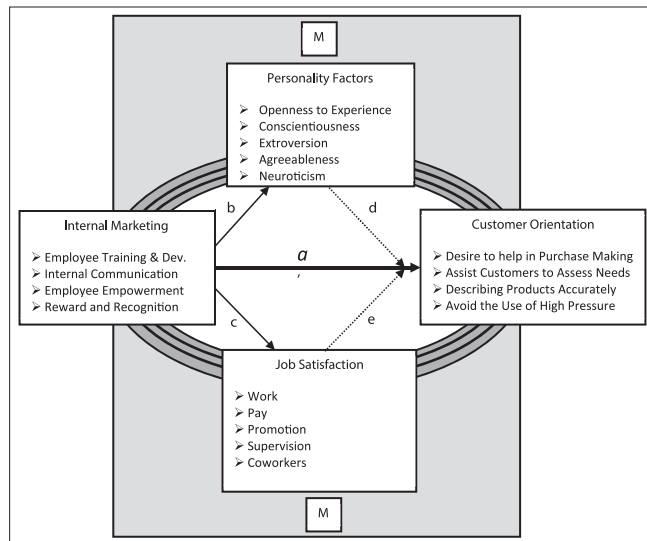 M
Personality Factors
➢ Openness to Experience
➢ Conscientiousness
➢ Extroversion
➢ Agreeableness
➢ Neuroticism
b
d
Internal Marketing
➢ Employee Training & Dev.
➢ Internal Communication
➢ Employee Empowerment
➢ Reward and Recognition
a
,
Customer Orientation
➢ Desire to help in Purchase Making
➢ Assist Customers to Assess Needs
➢ Describing Products Accurately
➢ Avoid the Use of High Pressure
c
e
Job Satisfaction
➢ Work
➢ Pay
➢ Promotion
➢ Supervision
➢ Coworkers
M